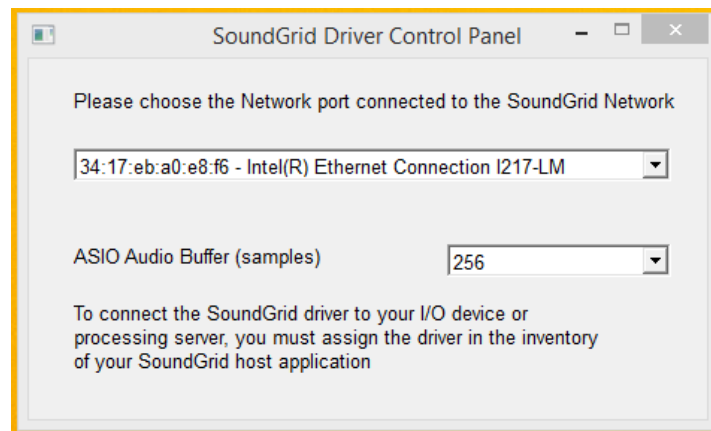 SoundGrid Driver Control Panel
Please choose the Network port connected to the SoundGrid Network
34:17:eb:a0:e8:f6 - Intel(R) Ethernet Connection I217-LM
ASIO Audio Buffer (samples)
256
To connect the SoundGrid driver to your I/O device or
processing server, you must assign the driver in the inventory
of your SoundGrid host application